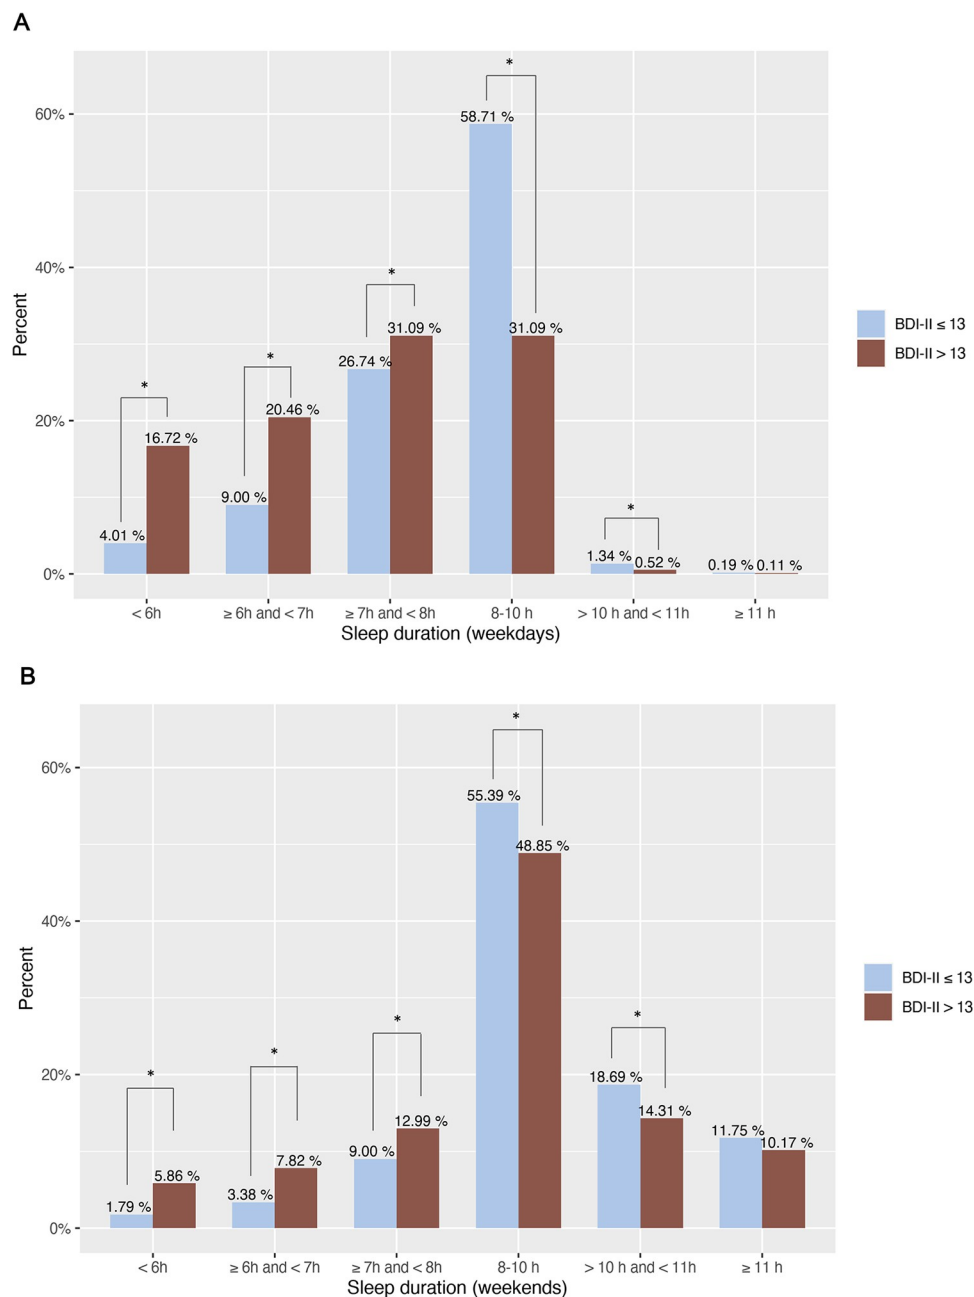 A
*
60%
58.71 %
40%
*
Percent
31.09 %
31.09 %
BDI-II ≤ 13
BDI-II > 13
*
26.74 %
*
20.46 %
20%
16.72 %
9.00 %
*
4.01 %
1.34 %
0.52 %
0.19 %
0.11 %
0%
< 6h
≥ 6h and < 7h
≥ 7h and < 8h
8-10 h
> 10 h and < 11h
≥ 11 h
Sleep duration (weekdays)
B
*
60%
55.39 %
48.85 %
40%
Percent
BDI-II ≤ 13
BDI-II > 13
*
*
*
*
20%
18.69 %
14.31 %
12.99 %
11.75 %
10.17 %
9.00 %
7.82 %
5.86 %
3.38 %
1.79 %
0%
< 6h
≥ 6h and < 7h
≥ 7h and < 8h
8-10 h
> 10 h and < 11h
≥ 11 h
Sleep duration (weekends)